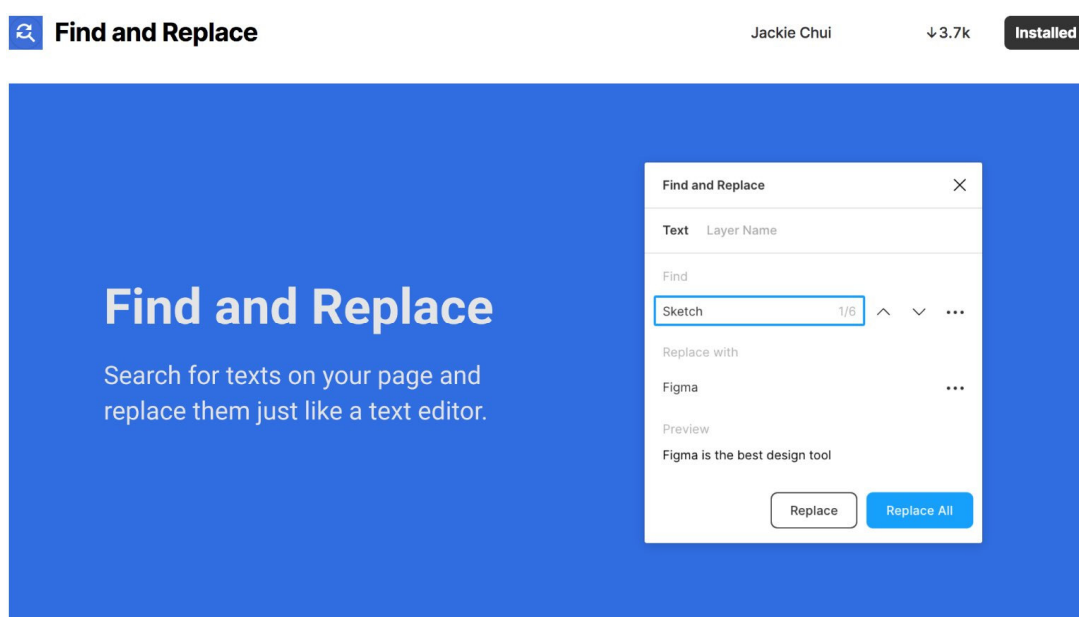 Find and Replace
Jackie Chui
↓3.7k
Installed
Find and Replace
Search for texts on your page and
replace them just like a text editor.
Find and Replace
Text Layer Name
Find
Sketch 1/6
Replace with
Figma
Preview
Figma is the best design tool
Replace Replace All